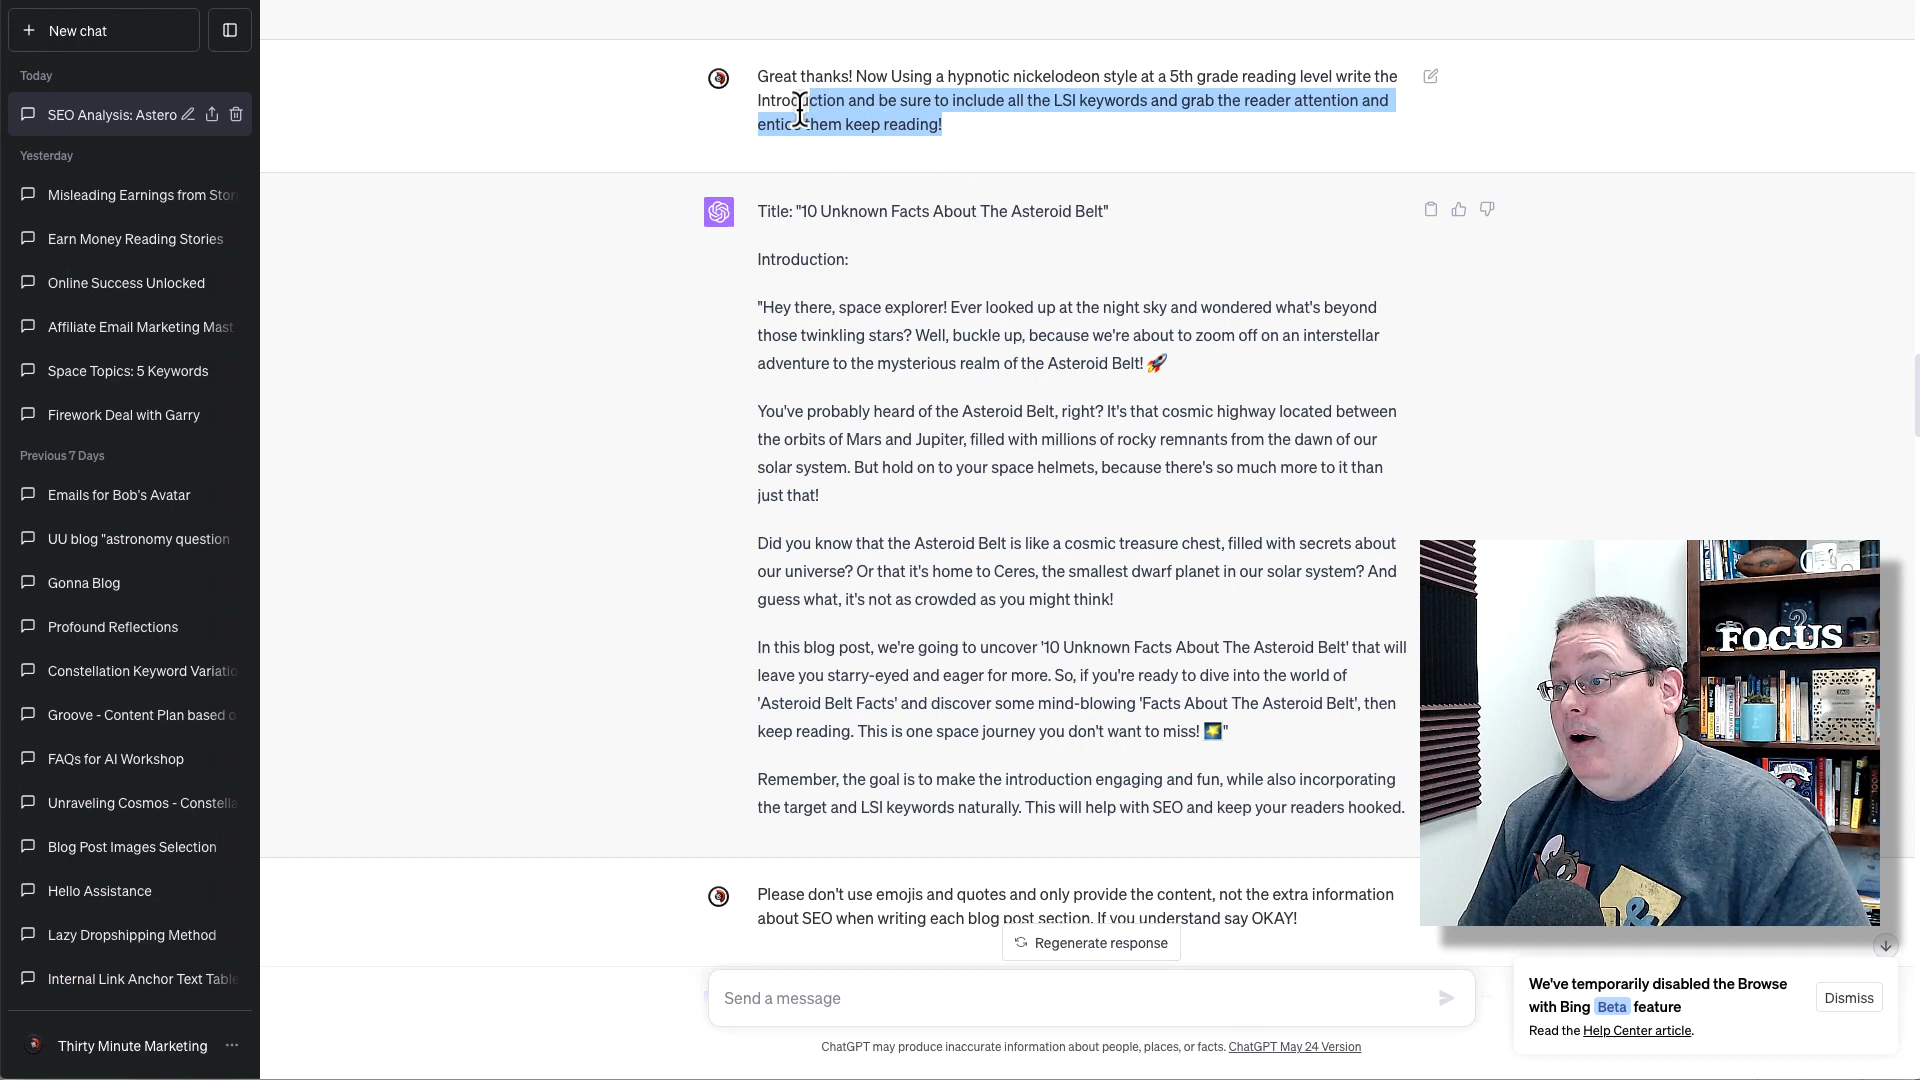 New chat
Today
SEO Analysis: Astero
Yesterday
Misleading Earnings from Stor
Earn Money Reading Stories
Online Success Unlocked
Affiliate Email Marketing Mast
Space Topics: 5 Keywords
Firework Deal with Garry
Previous 7 Days
Emails for Bob's Avatar
UU blog "astronomy question
Gonna Blog
Profound Reflections
Constellation Keyword Variatio
Groove - Content Plan based o
FAQs for AI Workshop
Unraveling Cosmos - Constella
Blog Post Images Selection
Hello Assistance
Lazy Dropshipping Method
Internal Link Anchor Text Table
Thirty Minute Marketing
Great thanks! Now Using a hypnotic nickelodeon style at a 5th grade reading level write the
Introduction and be sure to include all the LSI keywords and grab the reader attention and
entice them keep reading!
Title: "10 Unknown Facts About The Asteroid Belt"
Introduction:
"Hey there, space explorer! Ever looked up at the night sky and wondered what's beyond
those twinkling stars? Well, buckle up, because we're about to zoom off on an interstellar
adventure to the mysterious realm of the Asteroid Belt! 🚀
You've probably heard of the Asteroid Belt, right? It's that cosmic highway located between
the orbits of Mars and Jupiter, filled with millions of rocky remnants from the dawn of our
solar system. But hold on to your space helmets, because there's so much more to it than
just that!
Did you know that the Asteroid Belt is like a cosmic treasure chest, filled with secrets about
our universe? Or that it's home to Ceres, the smallest dwarf planet in our solar system? And
guess what, it's not as crowded as you might think!
In this blog post, we're going to uncover '10 Unknown Facts About The Asteroid Belt' that will
leave you starry-eyed and eager for more. So, if you're ready to dive into the world of
'Asteroid Belt Facts' and discover some mind-blowing 'Facts About The Asteroid Belt', then
keep reading. This is one space journey you don't want to miss! 🌠"
Remember, the goal is to make the introduction engaging and fun, while also incorporating
the target and LSI keywords naturally. This will help with SEO and keep your readers hooked.
Please don't use emojis and quotes and only provide the content, not the extra information
about SEO when writing each blog post section. If you understand say OKAY!
Regenerate response
Send a message
ChatGPT may produce inaccurate information about people, places, or facts. ChatGPT May 24 Version
FOCUS
&
We've temporarily disabled the Browse
with Bing Beta feature
Read the Help Center article.
Dismiss